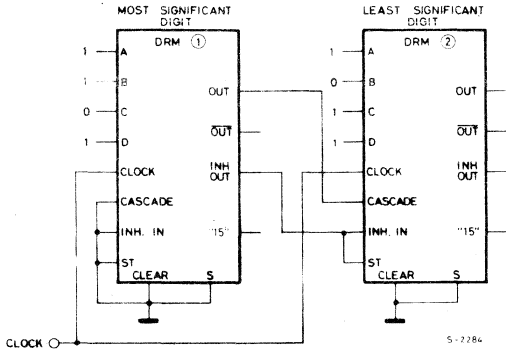 MOST SIGNIFICANT
DIGIT
DRM 1
1 A
1 B
0 C
1 D
CLOCK
CASCADE
INH. IN
ST
CLEAR
S
OUT
OUT
INH
OUT
"15"
LEAST SIGNIFICANT
DIGIT
DRM 2
1 A
0 B
1 C
1 D
CLOCK
CASCADE
INH. IN
ST
CLEAR
S
OUT
OUT
INH
OUT
"15"
CLOCK
S-2284